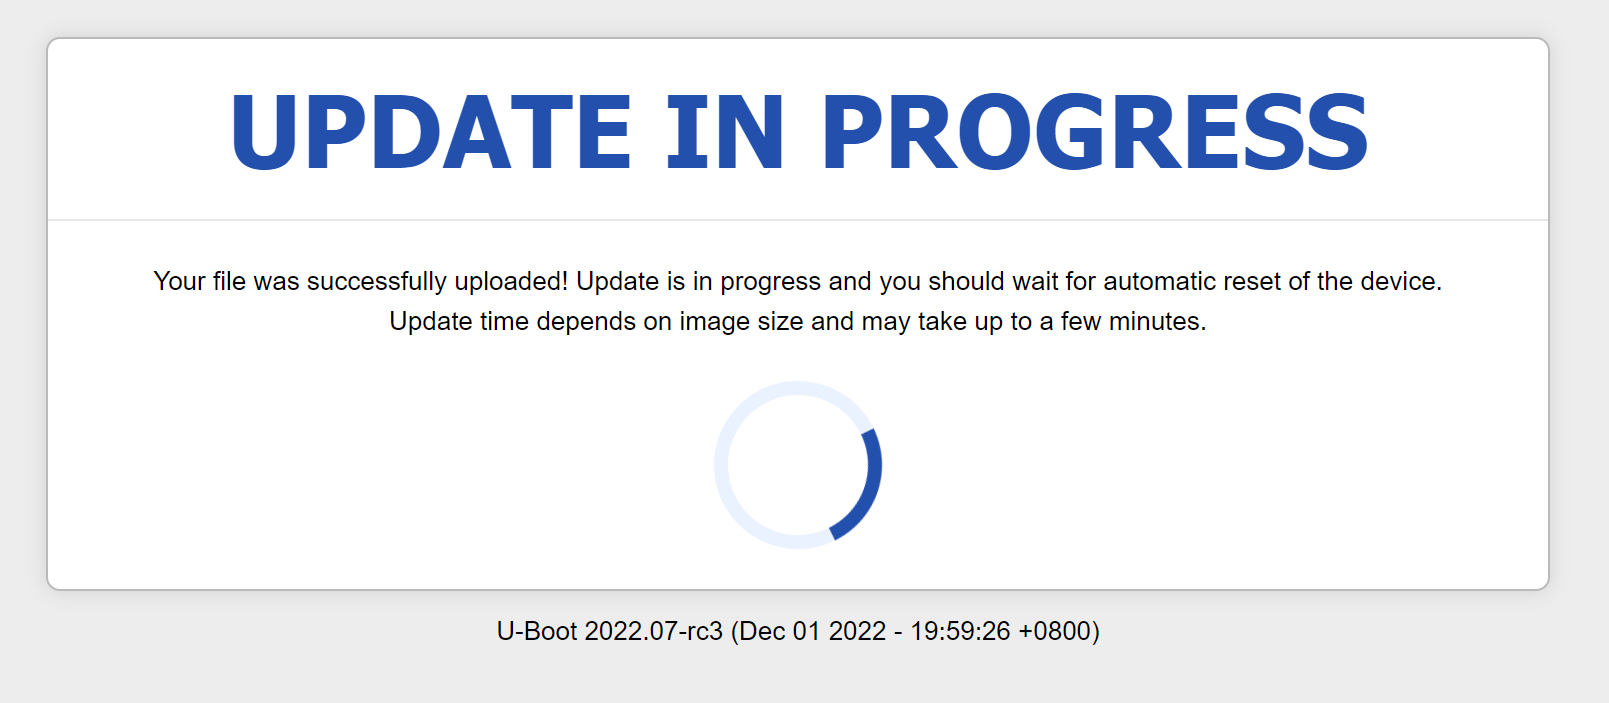 UPDATE IN PROGRESS
Your file was successfully uploaded! Update is in progress and you should wait for automatic reset of the device.
Update time depends on image size and may take up to a few minutes.
U-Boot 2022.07-rc3 (Dec 01 2022 - 19:59:26 +0800)